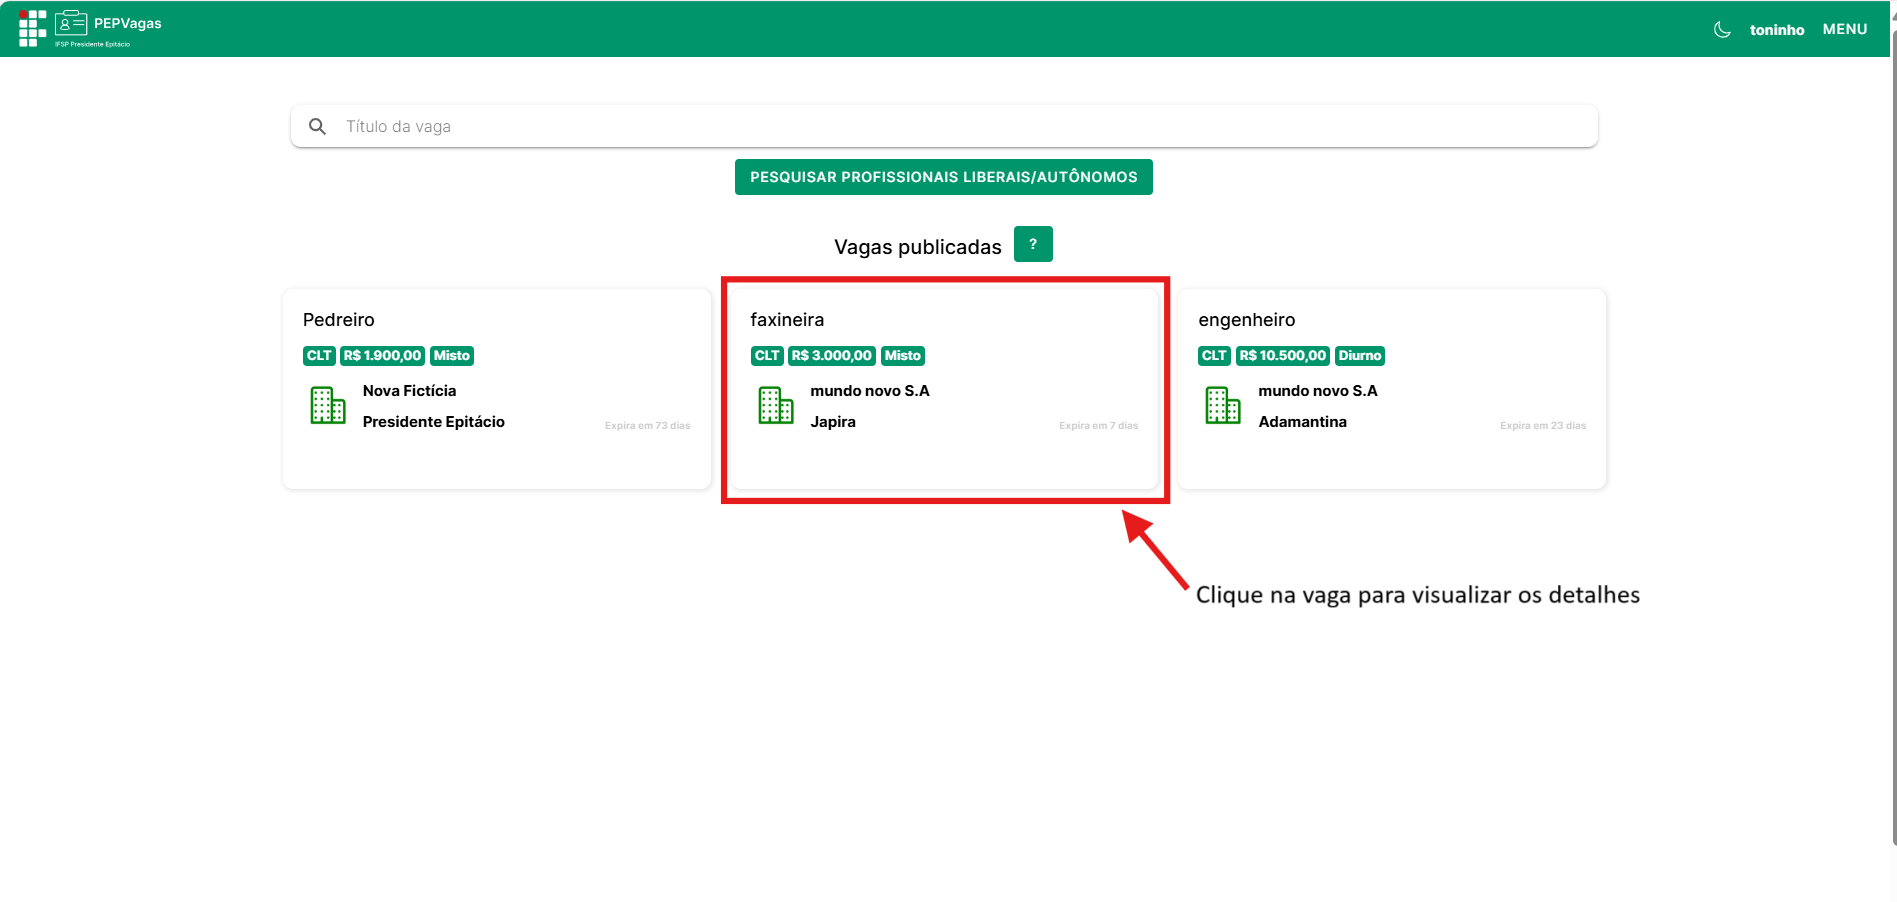 PEPVagas
IFSP Presidente Epitácio
toninho MENU
Título da vaga
PESQUISAR PROFISSIONAIS LIBERAIS/AUTÔNOMOS
Vagas publicadas ?
Pedreiro
CLT R$ 1.900,00 Misto
Nova Fictícia
Presidente Epitácio
Expira em 73 dias
faxineira
CLT R$ 3.000,00 Misto
mundo novo S.A
Japira
Expira em 7 dias
engenheiro
CLT R$ 10.500,00 Diurno
mundo novo S.A
Adamantina
Expira em 23 dias
Clique na vaga para visualizar os detalhes